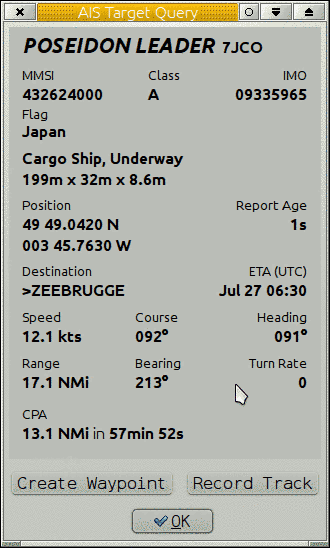 AIS Target Query
POSEIDON LEADER 7JCO
MMSI Class IMO
432624000 A 09335965
Flag
Japan
Cargo Ship, Underway
199m x 32m x 8.6m
Position Report Age
49 49.0420 N 1s
003 45.7630 W
Destination ETA (UTC)
>ZEEBRUGGE Jul 27 06:30
Speed Course Heading
12.1 kts 092° 091°
Range Bearing Turn Rate
17.1 NMi 213° 0
CPA
13.1 NMi in 57min 52s
Create Waypoint Record Track
OK